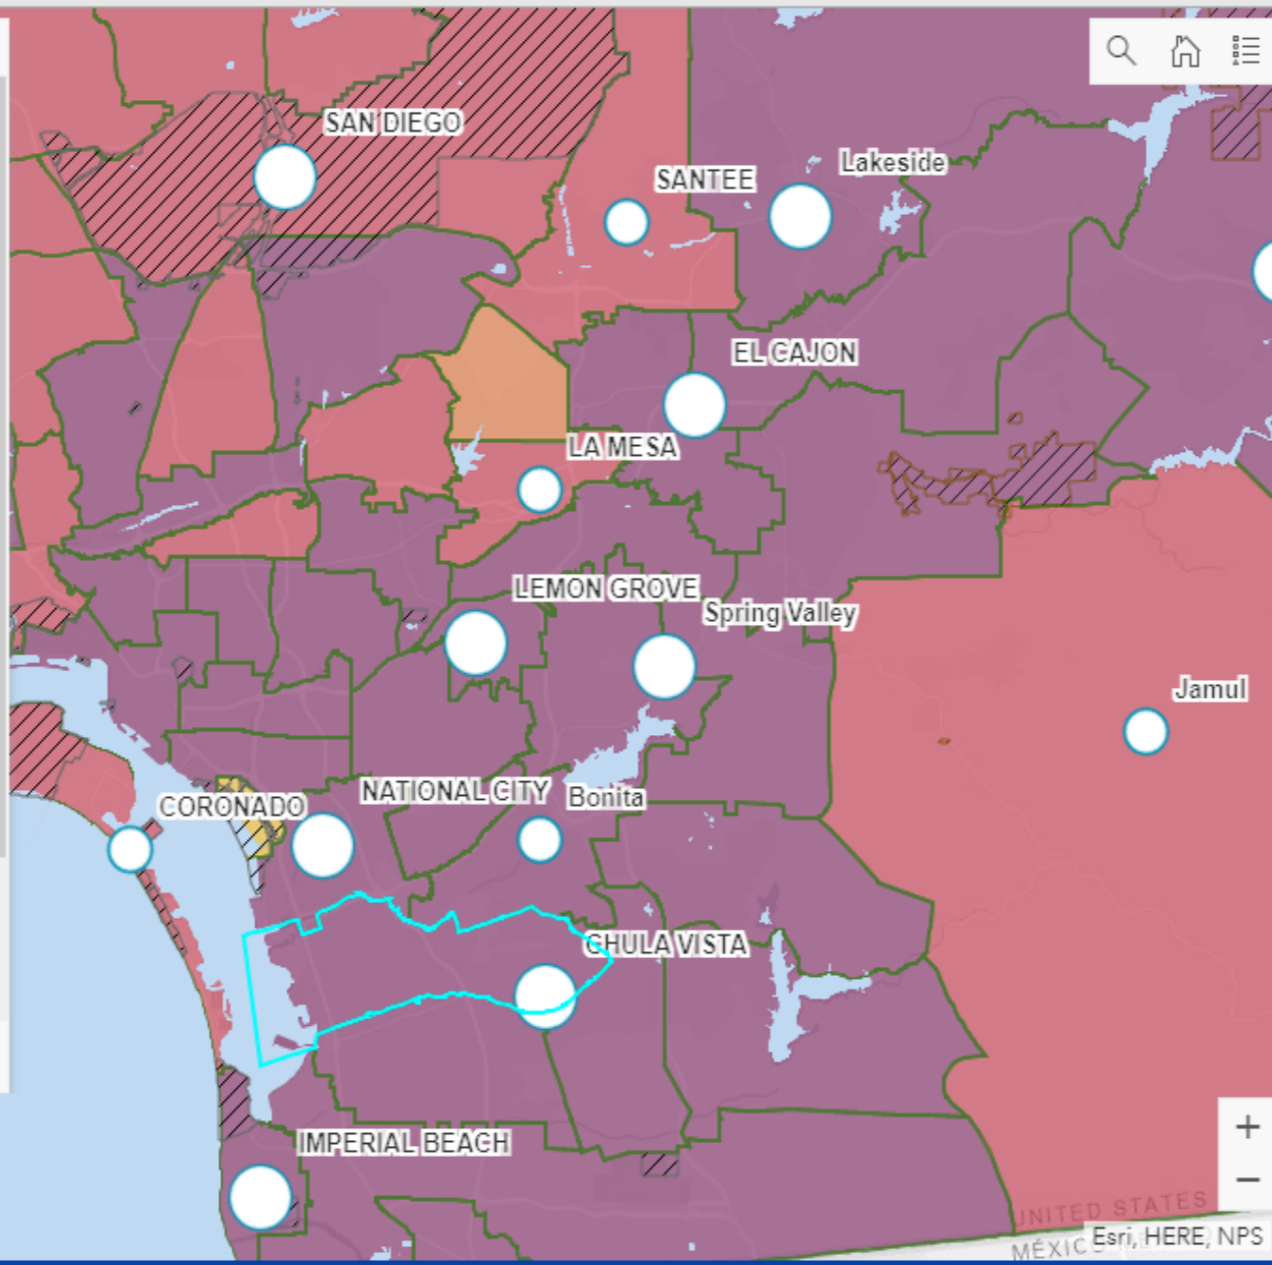 SAN DIEGO
Lakeside
SANTEE
EL CAJON
LA MESA
LEMON GROVE
Spring Valley
Jamul
NATIONAL CITY
Bonita
CORONADO
CHULA VISTA
+
IMPERIAL BEACH
−
UNITED STATES
Esri, HERE, NPS